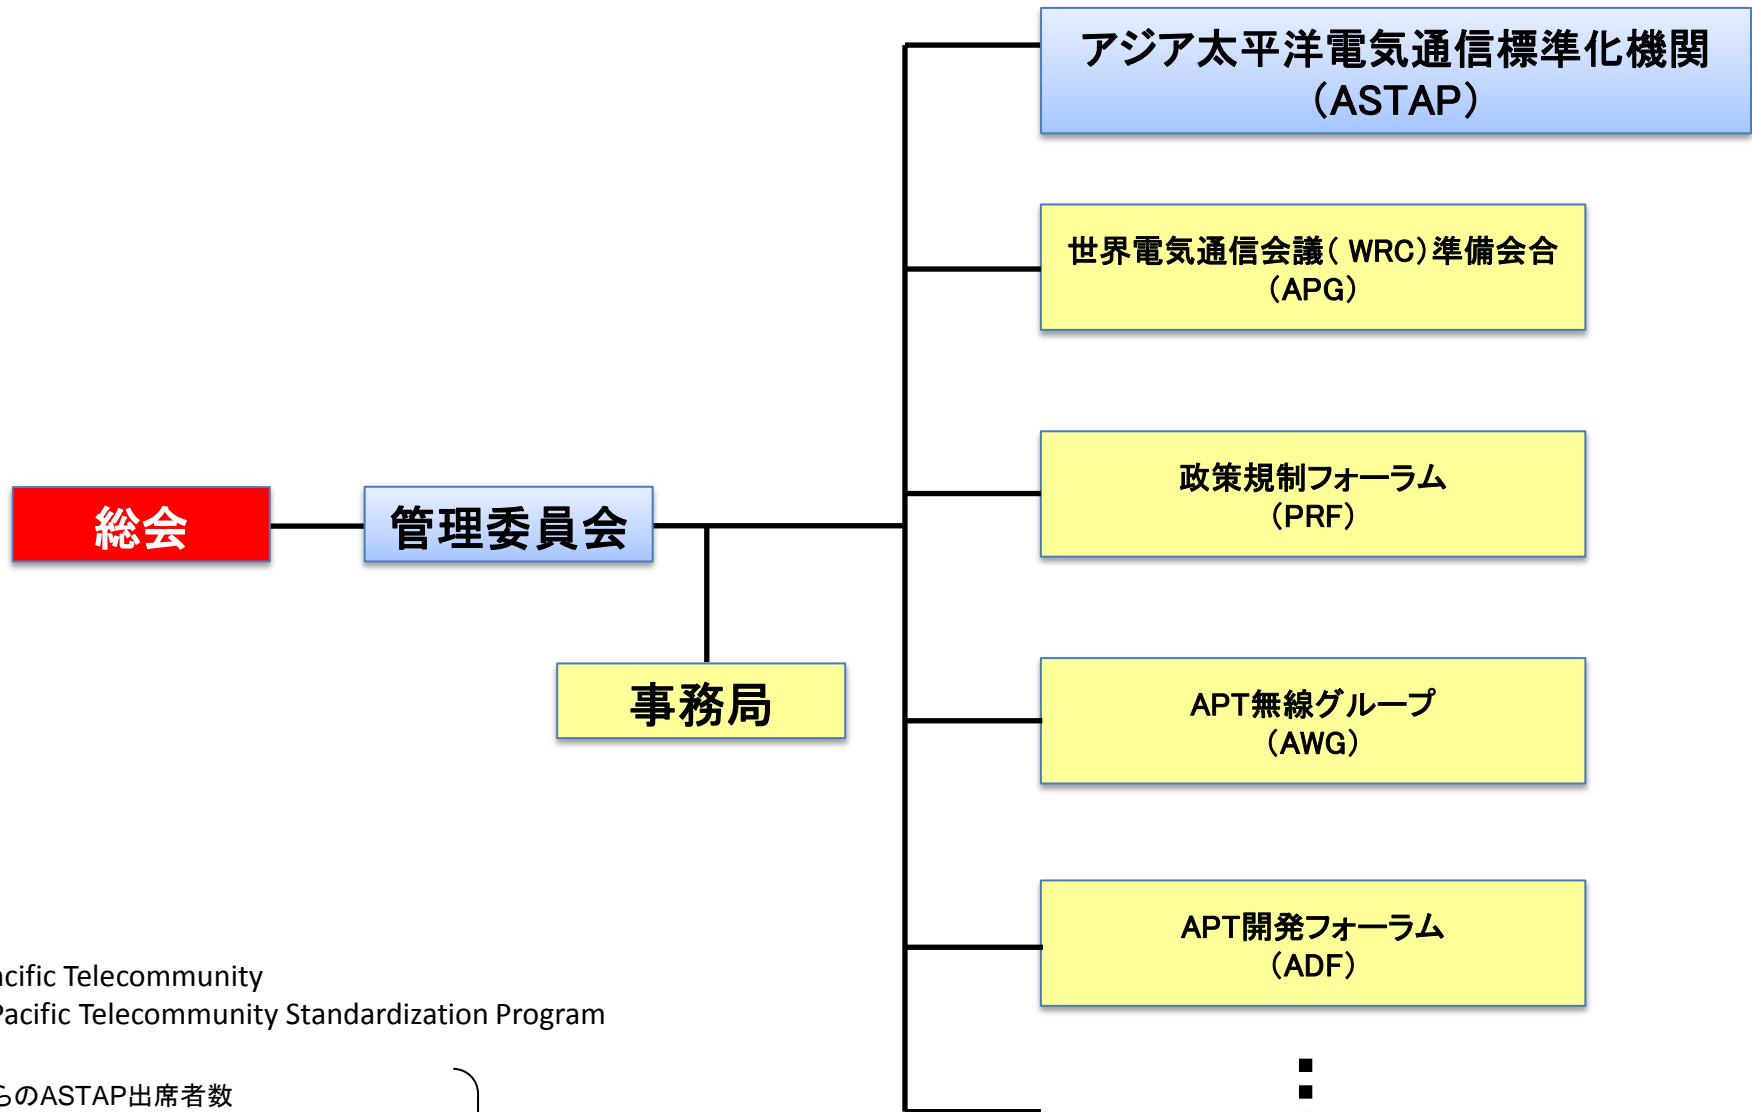 アジア太平洋電気通信標準化機関
（ASTAP）
世界電気通信会議（ WRC）準備会合
（APG）
政策規制フォーラム
（PRF）
総会
管理委員会
事務局
APT無線グループ
（AWG）
APT開発フォーラム
（ADF）
acific Telecommunity
Pacific Telecommunity Standardization Program
らのASTAP出席者数